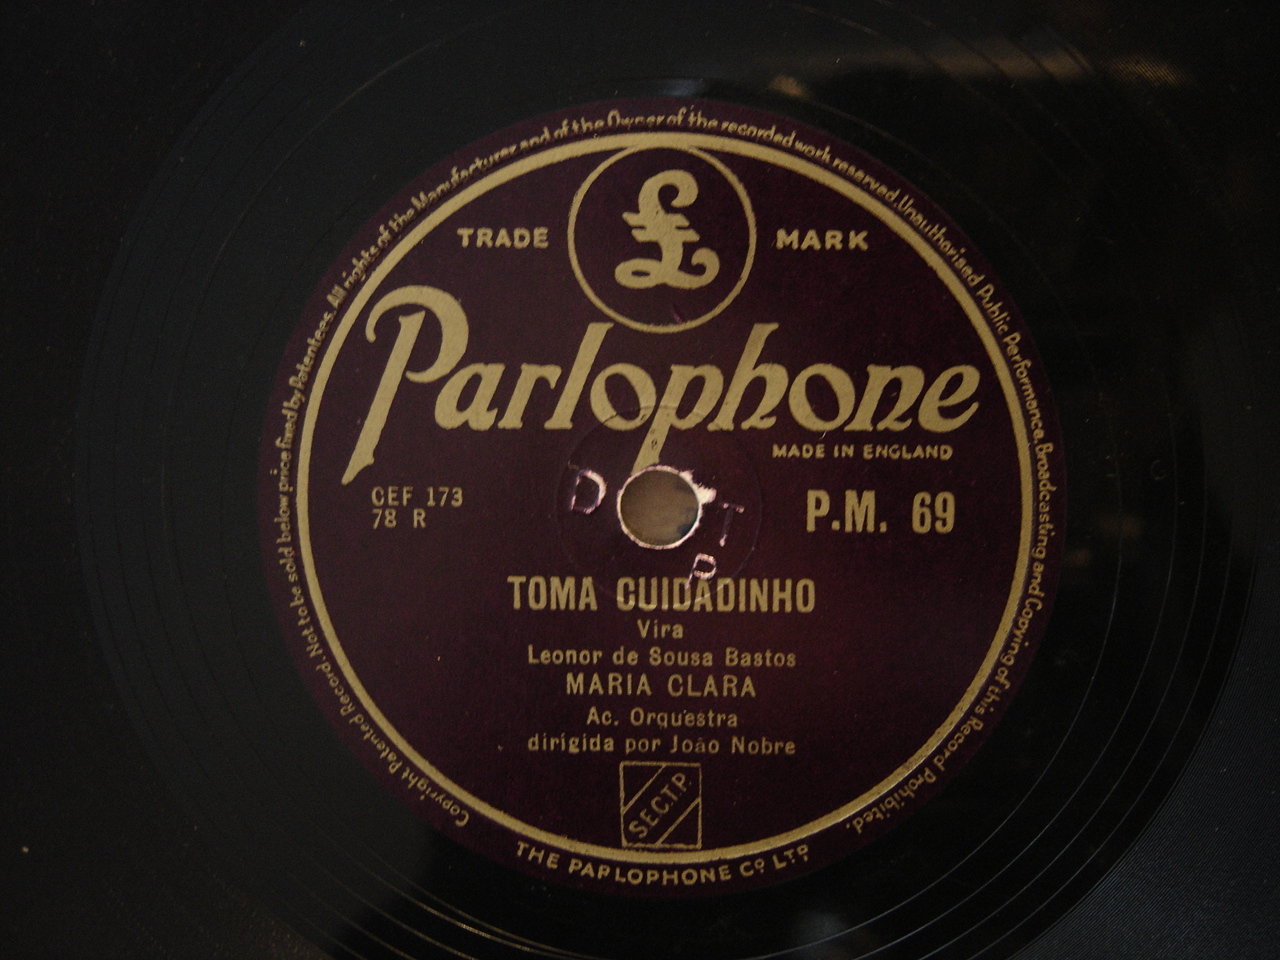 All rights of the Manufacturer and of the Owner of the recorded work reserved. Unauthorised Public Performance, Broadcasting and Copying of this Record Prohibited.
£
TRADE MARK
Parlophone
MADE IN ENGLAND
CEF 173
78 R
P.M. 69
D T P
TOMA CUIDADINHO
Vira
Leonor de Sousa Bastos
MARIA CLARA
Ac. Orquestra
dirigida por João Nobre
S.E.C.T.P.
Copyright Patented Record. Not to be sold below price fixed by Patentees.
THE PARLOPHONE CO LTD